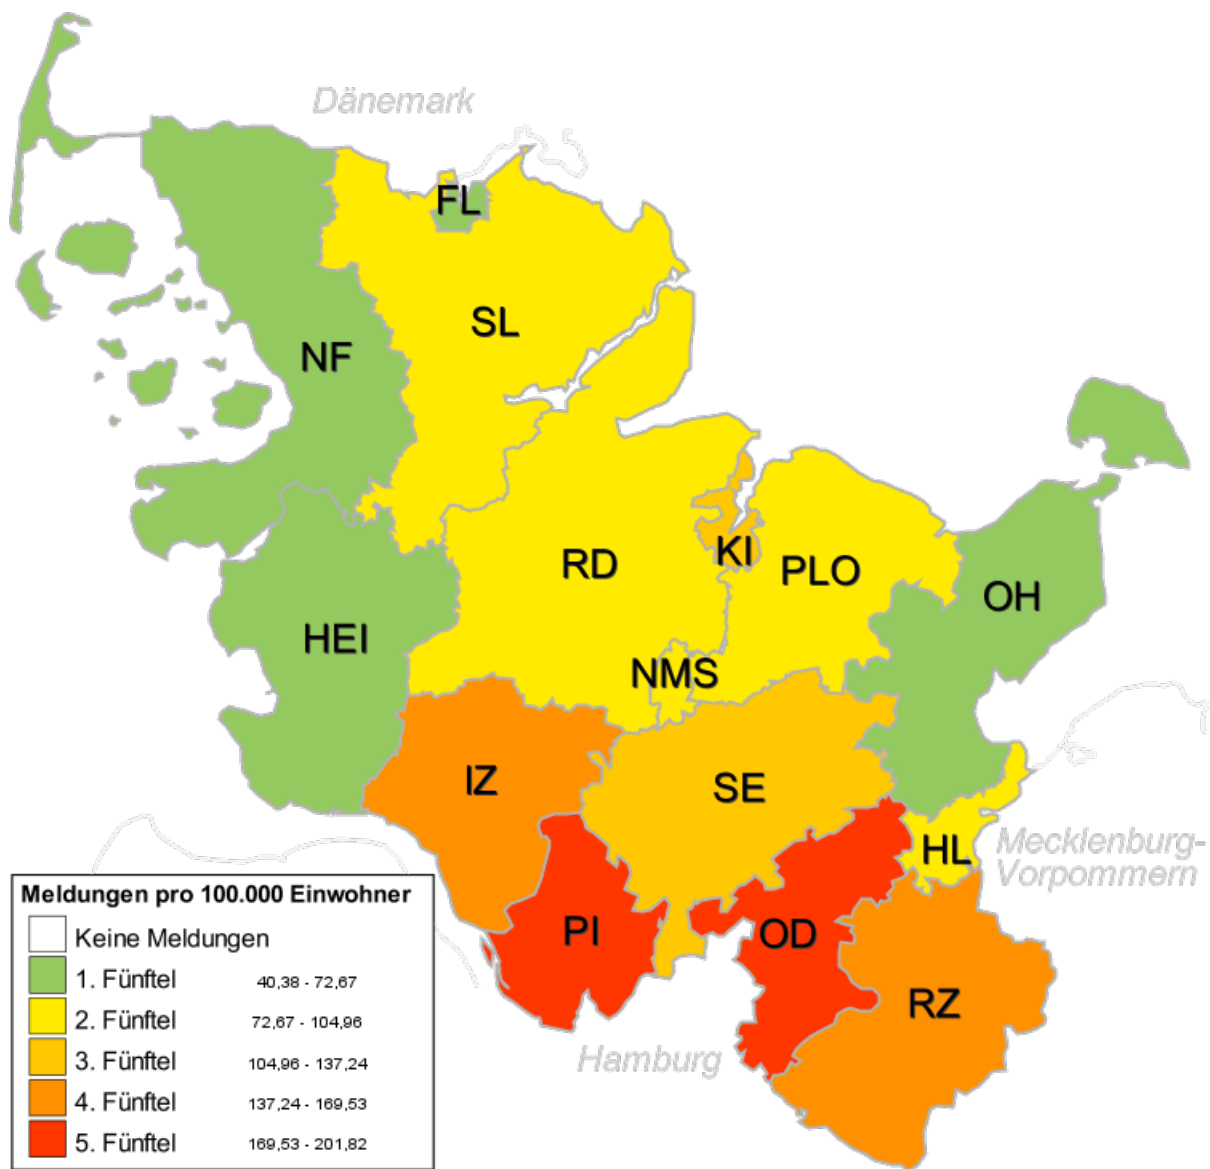 Dänemark
FL
SL
NF
RD
KI
PLO
OH
HEI
NMS
IZ
SE
HL
Mecklenburg-
Vorpommern
PI
OD
RZ
Hamburg
Meldungen pro 100.000 Einwohner
Keine Meldungen
1. Fünftel 40,38 - 72,67
2. Fünftel 72,67 - 104,96
3. Fünftel 104,96 - 137,24
4. Fünftel 137,24 - 169,53
5. Fünftel 169,53 - 201,82